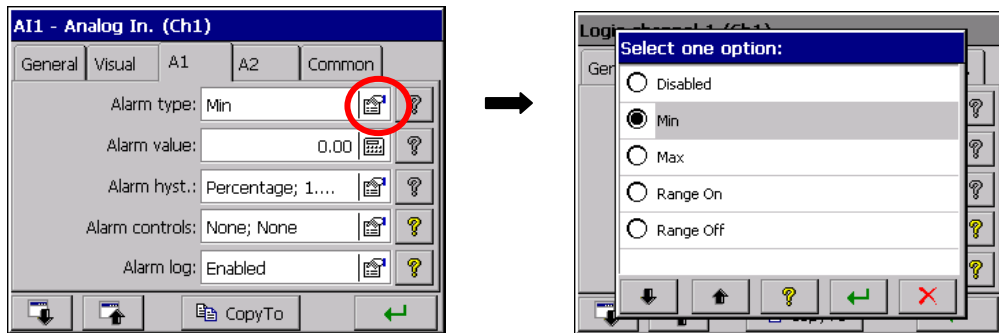 AI1 - Analog In. (Ch1)
General Visual A1 A2 Common
Alarm type: Min
Alarm value: 0.00
Alarm hyst.: Percentage; 1....
Alarm controls: None; None
Alarm log: Enabled
CopyTo
Logic channel 1 (Ch1)
Ger
Select one option:
Disabled
Min
Max
Range On
Range Off